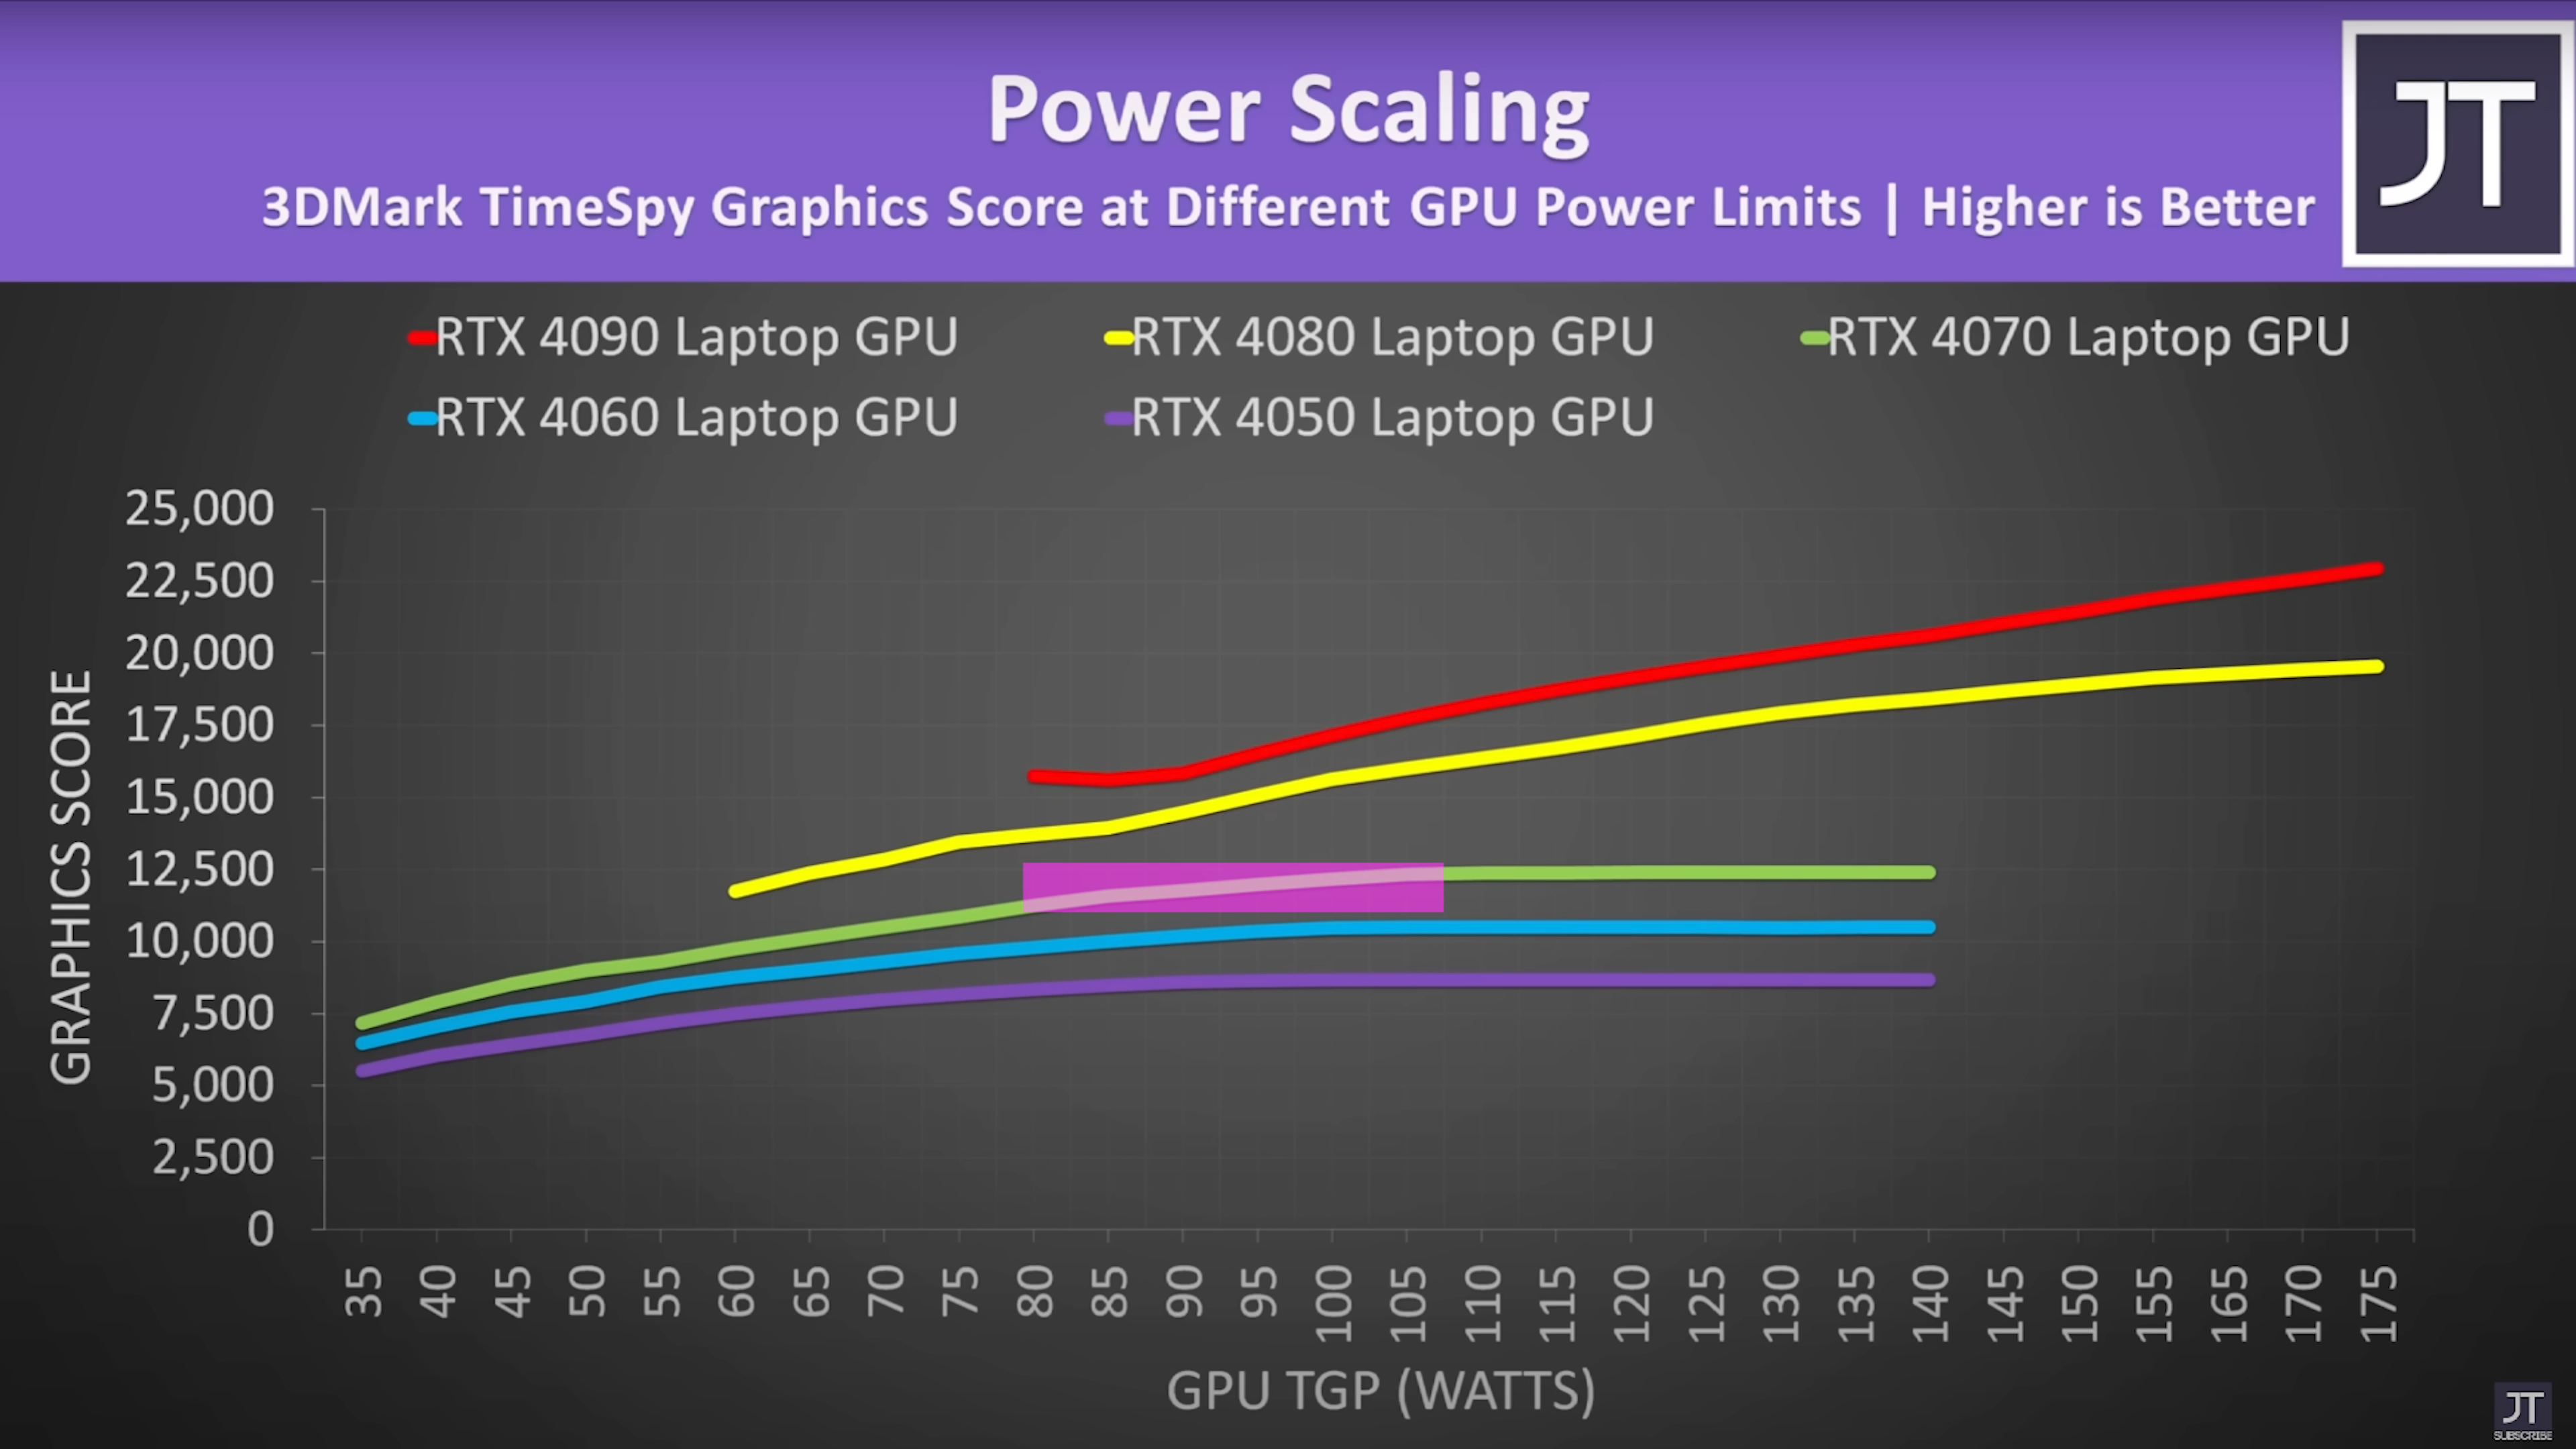 Power Scaling
JT
3DMark TimeSpy Graphics Score at Different GPU Power Limits | Higher is Better
RTX 4090 Laptop GPU
RTX 4080 Laptop GPU
RTX 4070 Laptop GPU
RTX 4060 Laptop GPU
RTX 4050 Laptop GPU
GRAPHICS SCORE
25,000
22,500
20,000
17,500
15,000
12,500
10,000
7,500
5,000
2,500
0
35 40 45 50 55 60 65 70 75 80 85 90 95 100 105 110 115 120 125 130 135 140 145 150 155 165 170 175
GPU TGP (WATTS)
JT
SUBSCRIBE